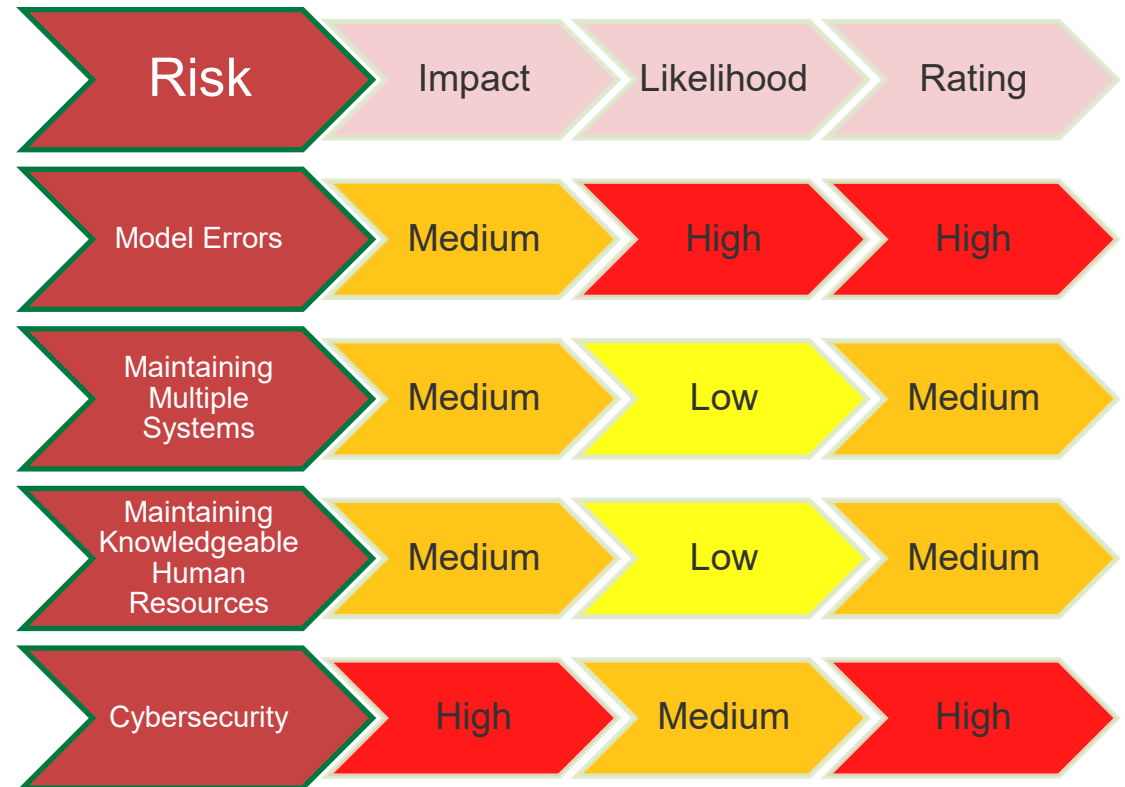 Risk
Impact
Likelihood
Rating
Model Errors
Medium
High
High
Maintaining
Multiple
Systems
Medium
Low
Medium
Maintaining
Knowledgeable
Human
Resources
Medium
Low
Medium
Cybersecurity
High
Medium
High